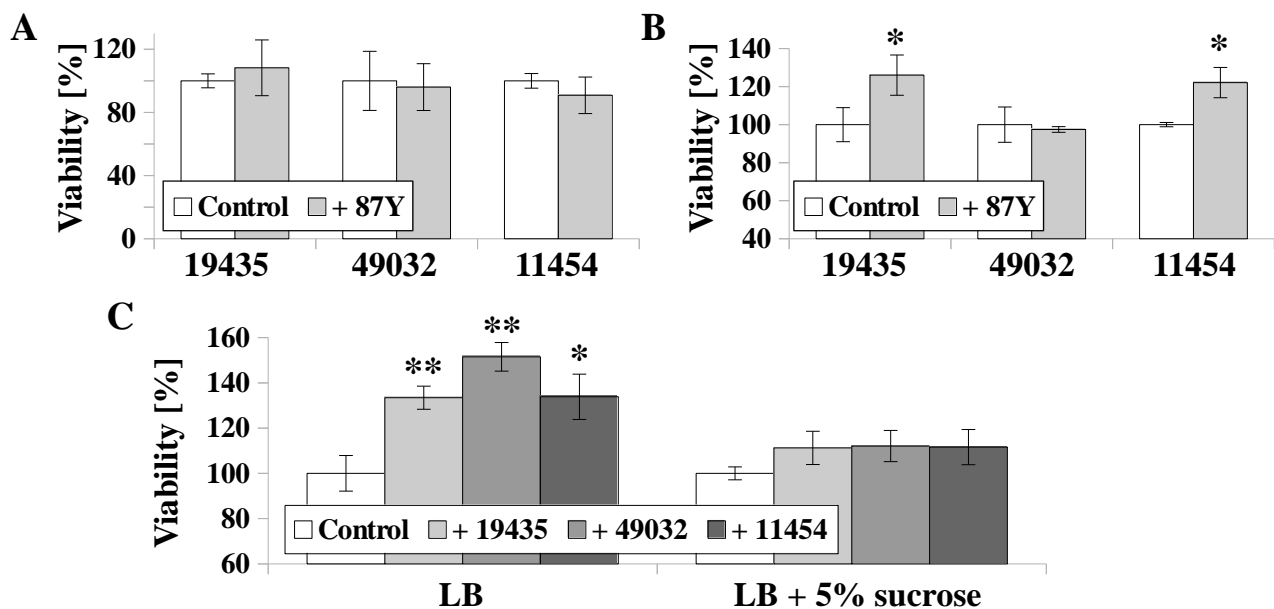 A
Viability [%]
120
80
40
0
Control + 87Y
19435 49032 11454
B
Viability [%]
140
120
100
80
60
40
* *
Control + 87Y
19435 49032 11454
C
Viability [%]
160
140
120
100
80
60
** ** *
Control + 19435 + 49032 + 11454
LB LB + 5% sucrose